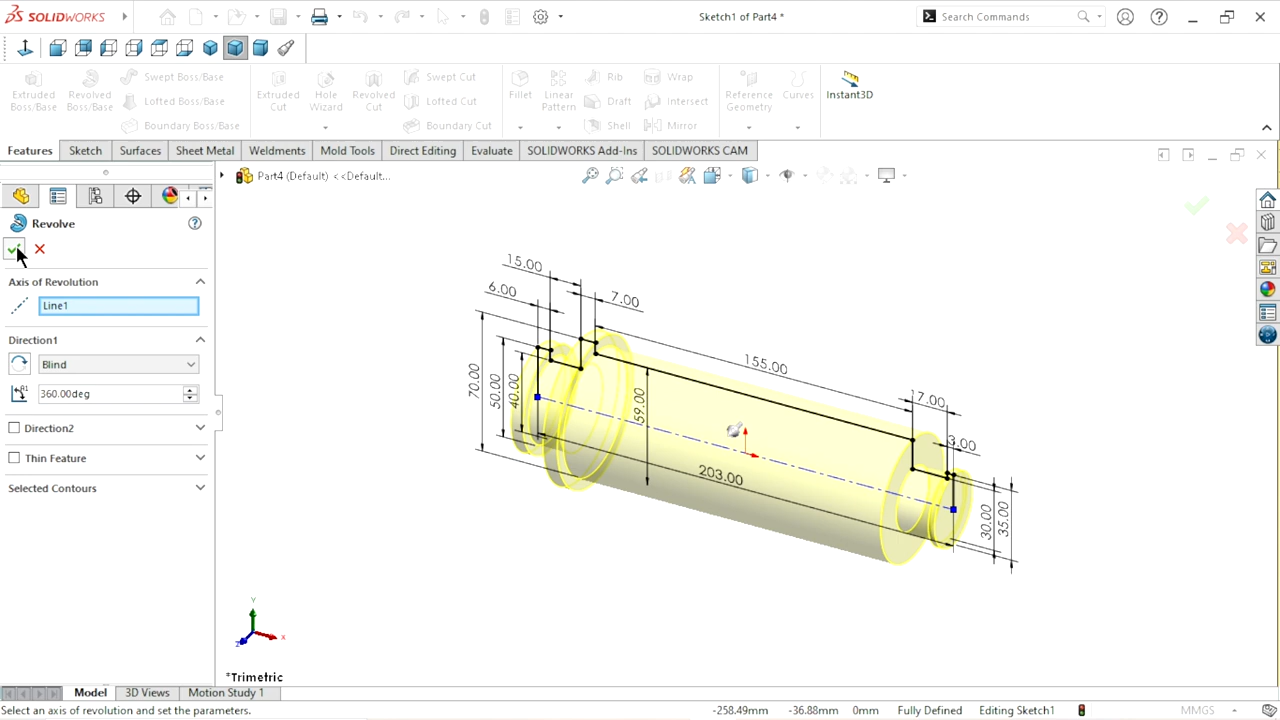 SOLIDWORKS
Sketch1 of Part4 *
Search Commands
Extruded Boss/Base
Revolved Boss/Base
Swept Boss/Base
Lofted Boss/Base
Boundary Boss/Base
Extruded Cut
Hole Wizard
Revolved Cut
Swept Cut
Lofted Cut
Boundary Cut
Fillet
Linear Pattern
Rib
Draft
Shell
Wrap
Intersect
Mirror
Reference Geometry
Curves
Instant3D
Features
Sketch
Surfaces
Sheet Metal
Weldments
Mold Tools
Direct Editing
Evaluate
SOLIDWORKS Add-Ins
SOLIDWORKS CAM
Part4 (Default) <<Default...
Revolve
Axis of Revolution
Line1
Direction1
Blind
360.00deg
Direction2
Thin Feature
Selected Contours
15.00
6.00
7.00
70.00
50.00
40.00
59.00
155.00
17.00
3.00
203.00
30.00
35.00
Y
X
Z
*Trimetric
Model
3D Views
Motion Study 1
Select an axis of revolution and set the parameters.
-258.49mm
-36.88mm
0mm
Fully Defined
Editing Sketch1
MMGS